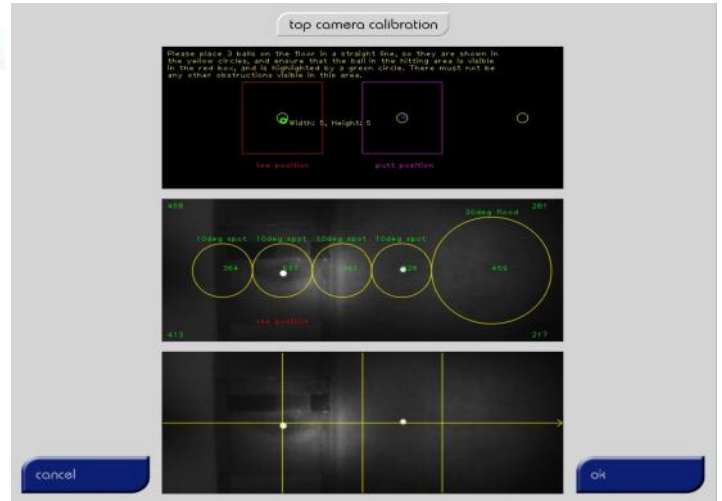 top camera calibration
Please place 3 balls on the floor in a straight line, so they are shown in
the yellow circles, and ensure that the ball in the hitting area is visible
in the red box, and is highlighted by a green circle. There must not be
any other obstructions visible in this area.
Width: 5, Height: 5
tee position
putt position
281
30deg flood
10deg spot 10deg spot 10deg spot 10deg spot
364
459
tee position
413
217
cancel
ok